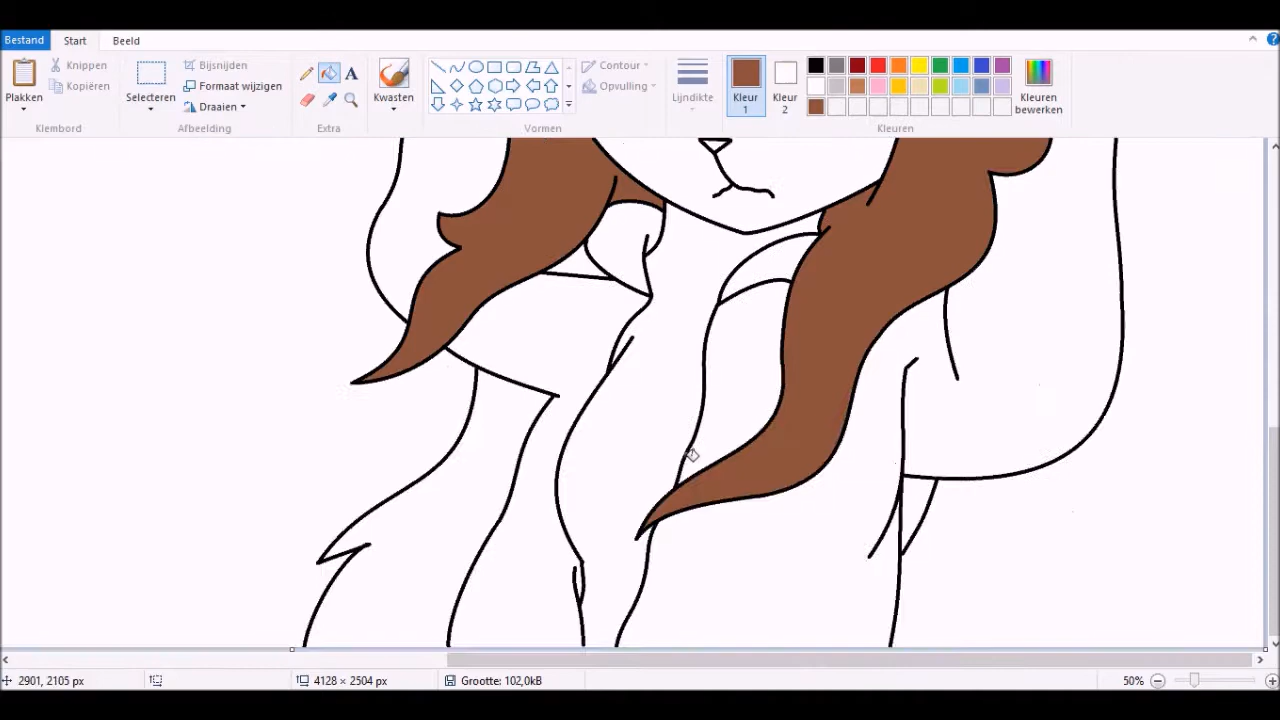 Bestand Start Beeld
Plakken
Knippen
Kopiëren
Klembord
Selecteren
Bijsnijden
Formaat wijzigen
Draaien
Afbeelding
A
Extra
Kwasten
Contour
Opvulling
Vormen
Lijndikte
Kleur
1
Kleur
2
Kleuren
bewerken
Kleuren
2901, 2105 px 4128 × 2504 px Grootte: 102,0kB 50%